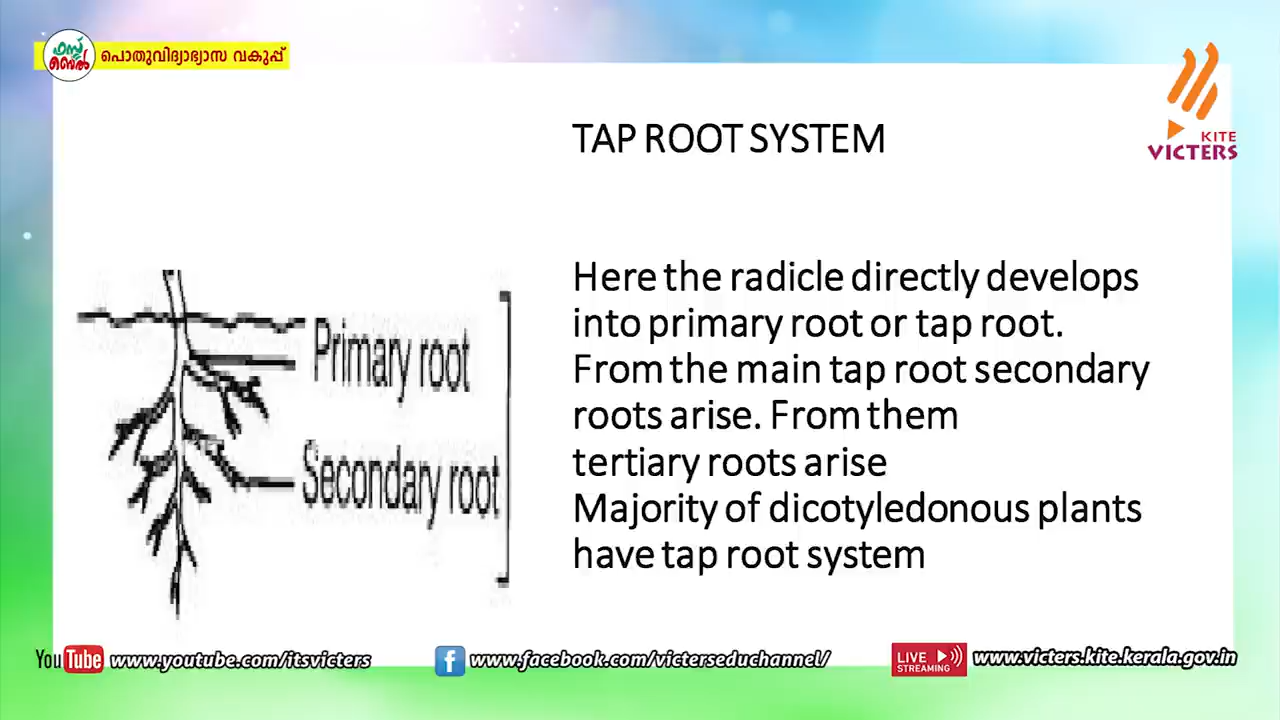 ഫസ്റ്റ്
ബെൽ
പൊതുവിദ്യാഭ്യാസ വകുപ്പ്
KITE
VICTERS
TAP ROOT SYSTEM
Here the radicle directly develops
into primary root or tap root.
From the main tap root secondary
roots arise. From them
tertiary roots arise
Majority of dicotyledonous plants
have tap root system
Primary root
Secondary root
YouTube www.youtube.com/itsvicters
f www.facebook.com/victerseduchannel/
LIVE
STREAMING
www.victers.kite.kerala.gov.in